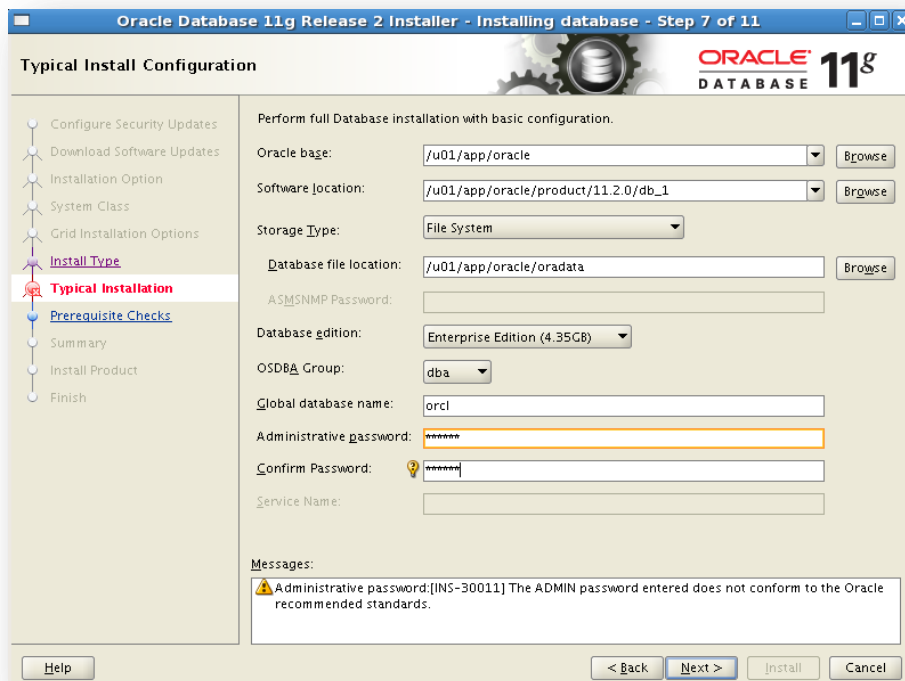 Oracle Database 11g Release 2 Installer - Installing database - Step 7 of 11
Typical Install Configuration
ORACLE
DATABASE
11g
Configure Security Updates
Download Software Updates
Installation Option
System Class
Grid Installation Options
Install Type
Typical Installation
Prerequisite Checks
Summary
Install Product
Finish
Perform full Database installation with basic configuration.
Oracle base: /u01/app/oracle Browse
Software location: /u01/app/oracle/product/11.2.0/db_1 Browse
Storage Type: File System
Database file location: /u01/app/oracle/oradata Browse
ASMSNMP Password:
Database edition: Enterprise Edition (4.35GB)
OSDBA Group: dba
Global database name: orcl
Administrative password: ******
Confirm Password: ******
Service Name:
Messages:
Administrative password:[INS-30011] The ADMIN password entered does not conform to the Oracle
recommended standards.
Help < Back Next > Install Cancel